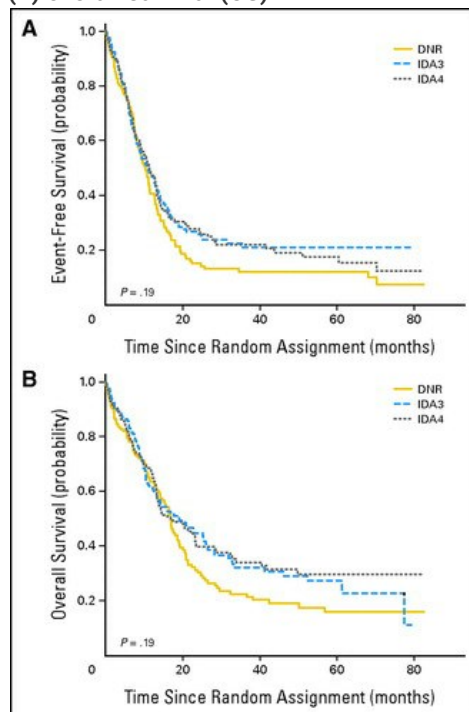 A
1.0
0.8
0.6
0.4
0.2
0
20
40
60
80
Event-Free Survival (probability)
Time Since Random Assignment (months)
DNR
IDA3
IDA4
P = .19
B
1.0
0.8
0.6
0.4
0.2
0
20
40
60
80
Overall Survival (probability)
Time Since Random Assignment (months)
DNR
IDA3
IDA4
P = .19